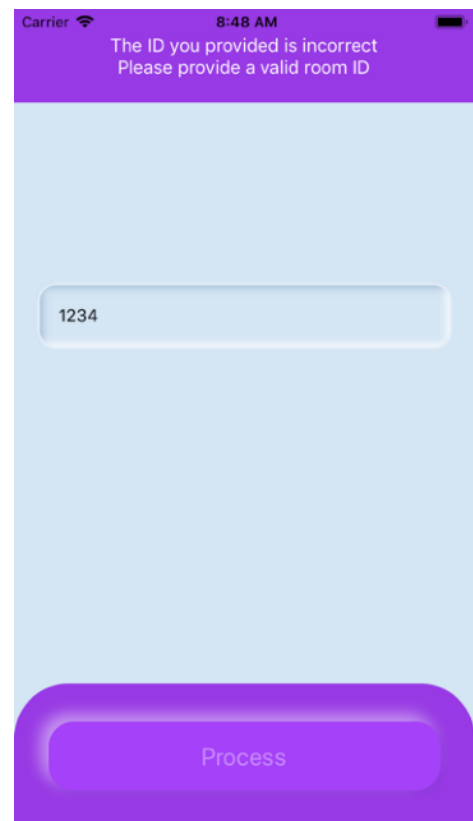 Carrier 8:48 AM
The ID you provided is incorrect
Please provide a valid room ID
1234
Process